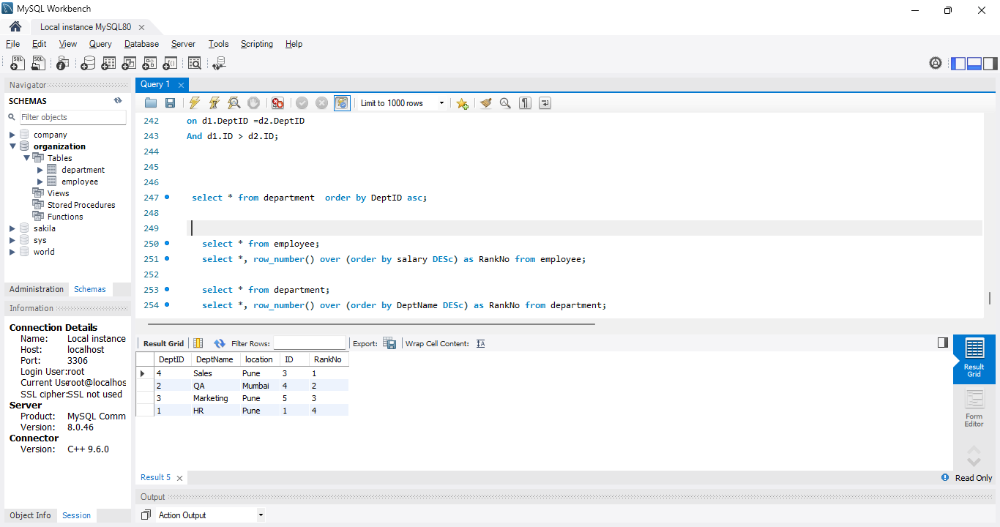 MySQL Workbench
Local instance MySQL80
File Edit View Query Database Server Tools Scripting Help
Navigator
SCHEMAS
Filter objects
company
organization
Tables
department
employee
Views
Stored Procedures
Functions
sakila
sys
world
Administration Schemas
Information
Connection Details
Name: Local instance
Host: localhost
Port: 3306
Login User:root
Current Us root@localhos
SSL cipher:SSL not used
Server
Product: MySQL Comm
Version: 8.0.46
Connector
Version: C++ 9.6.0
Object Info Session
Query 1
Limit to 1000 rows
242 on d1.DeptID =d2.DeptID
243 And d1.ID > d2.ID;
244
245
246
247 select * from department  order by DeptID asc;
248
249
250 select * from employee;
251 select *, row_number() over (order by salary DESc) as RankNo from employee;
252
253 select * from department;
254 select *, row_number() over (order by DeptName DESc) as RankNo from department;
Result Grid Filter Rows: Export: Wrap Cell Content:
DeptID DeptName location ID RankNo
4 Sales Pune 3 1
2 QA Mumbai 4 2
3 Marketing Pune 5 3
1 HR Pune 1 4
Result
Grid
Form
Editor
Result 5
Read Only
Output
Action Output